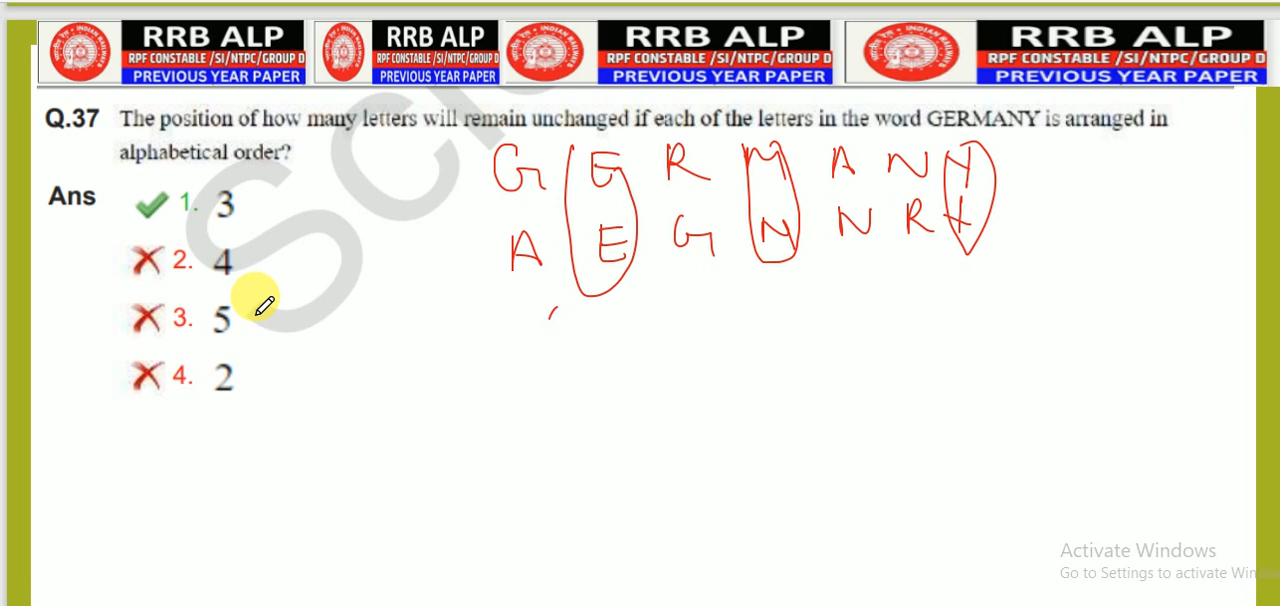 RRB ALP RRB ALP RRB ALP RRB ALP
RPF CONSTABLE /SI/NTPC/GROUP D RPF CONSTABLE /SI/NTPC/GROUP D RPF CONSTABLE /SI/NTPC/GROUP D RPF CONSTABLE /SI/NTPC/GROUP D
PREVIOUS YEAR PAPER PREVIOUS YEAR PAPER PREVIOUS YEAR PAPER PREVIOUS YEAR PAPER
Q.37 The position of how many letters will remain unchanged if each of the letters in the word GERMANY is arranged in
alphabetical order?
G E R M A N Y
A E G N N R Y
Ans 1. 3
2. 4
3. 5
4. 2
Activate Windows
Go to Settings to activate Win